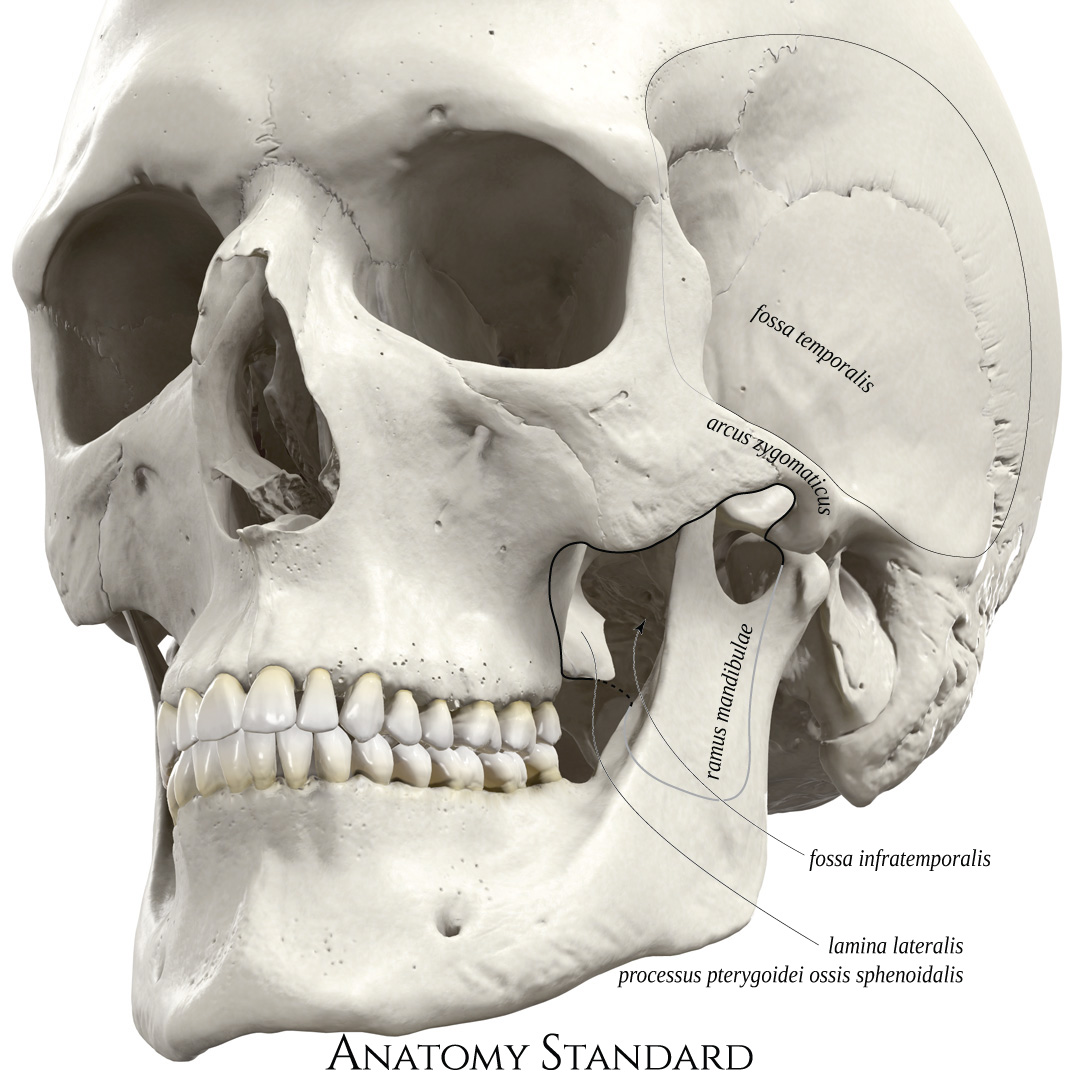 fossa temporalis
arcus zygomaticus
ramus mandibulae
fossa infratemporalis
lamina lateralis
processus pterygoidei ossis sphenoidalis
ANATOMY STANDARD